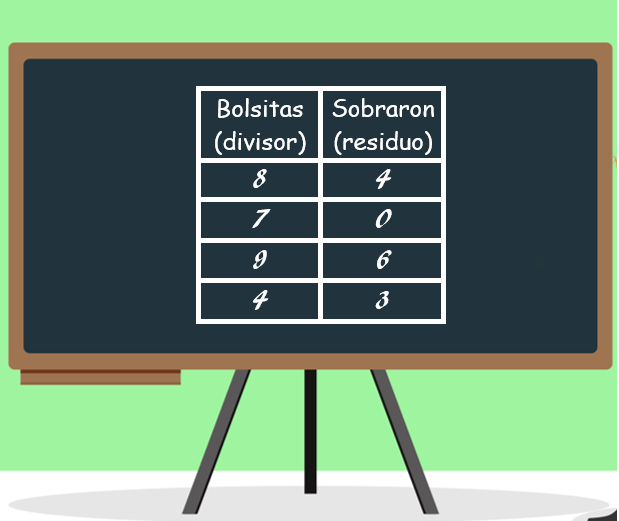 Bolsitas Sobraron
(divisor) (residuo)
8 4
7 0
9 6
4 3